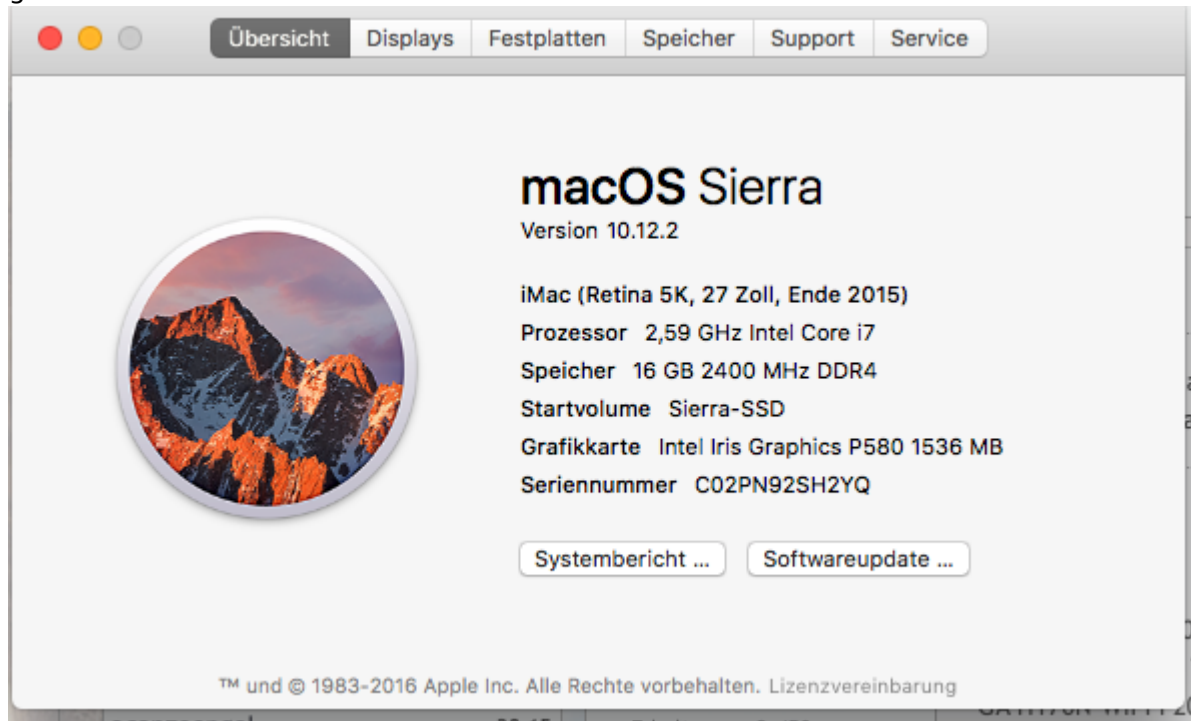 Übersicht Displays Festplatten Speicher Support Service
macOS Sierra
Version 10.12.2
iMac (Retina 5K, 27 Zoll, Ende 2015)
Prozessor 2,59 GHz Intel Core i7
Speicher 16 GB 2400 MHz DDR4
Startvolume Sierra-SSD
Grafikkarte Intel Iris Graphics P580 1536 MB
Seriennummer C02PN92SH2YQ
Systembericht ... Softwareupdate ...
™ und © 1983-2016 Apple Inc. Alle Rechte vorbehalten. Lizenzvereinbarung